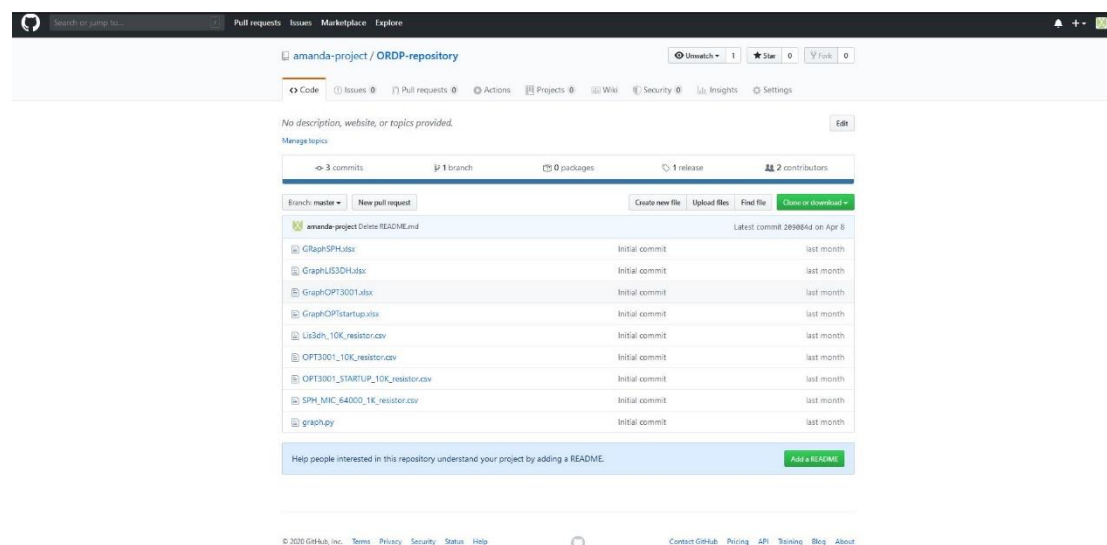 Search or jump to... / Pull requests Issues Marketplace Explore
amanda-project / ORDP-repository Unwatch 1 Star 0 Fork 0
Code Issues 0 Pull requests 0 Actions Projects 0 Wiki Security 0 Insights Settings
No description, website, or topics provided. Edit
Manage topics
3 commits 1 branch 0 packages 1 release 2 contributors
Branch: master New pull request Create new file Upload files Find file Clone or download
amanda-project Delete README.md Latest commit 209084d on Apr 8
GRaphSPH.xlsx Initial commit last month
GraphLIS3DH.xlsx Initial commit last month
GraphOPT3001.xlsx Initial commit last month
GraphOPTstartup.xlsx Initial commit last month
Lis3dh_10K_resistor.csv Initial commit last month
OPT3001_10K_resistor.csv Initial commit last month
OPT3001_STARTUP_10K_resistor.csv Initial commit last month
SPH_MIC_64000_1K_resistor.csv Initial commit last month
graph.py Initial commit last month
Help people interested in this repository understand your project by adding a README. Add a README
© 2020 GitHub, Inc. Terms Privacy Security Status Help Contact GitHub Pricing API Training Blog About